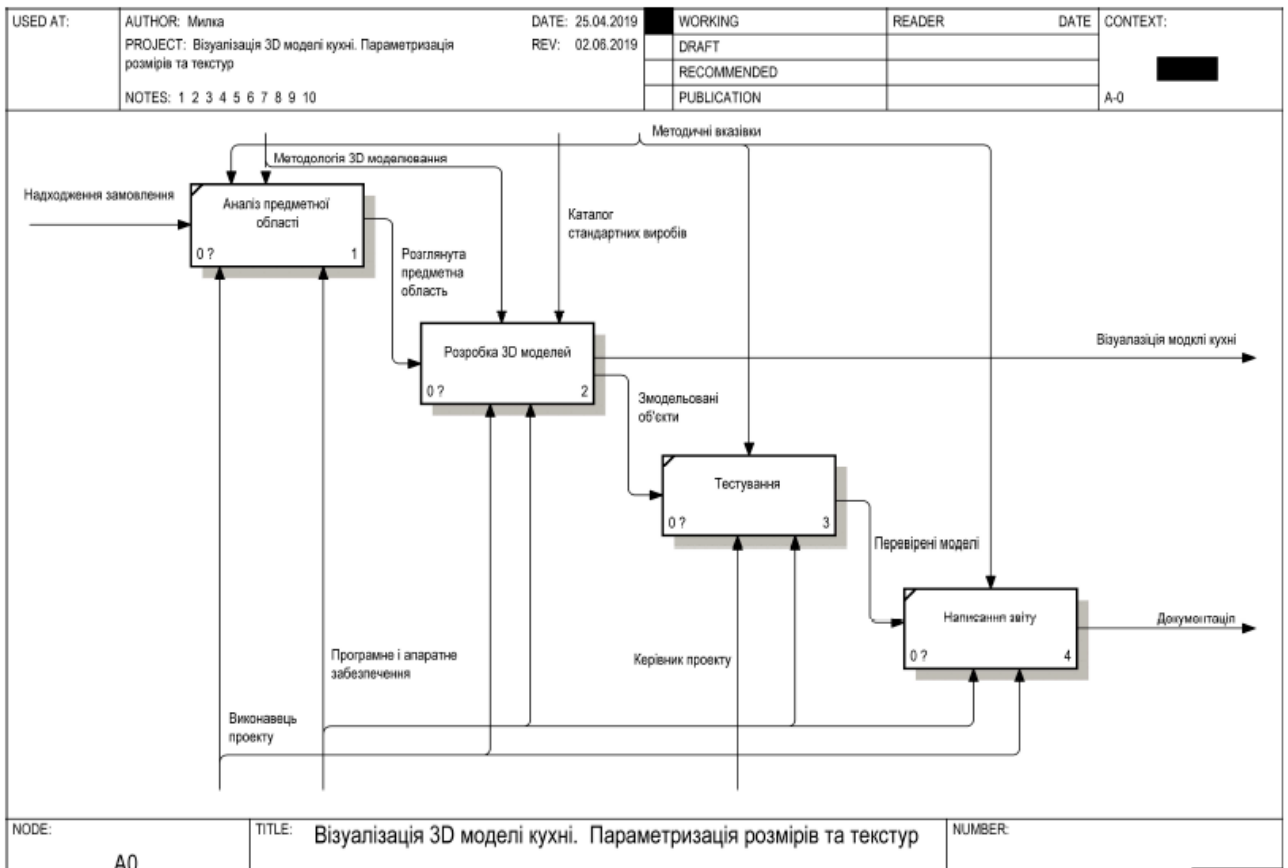 USED AT:
AUTHOR: Милка
DATE: 25.04.2019
WORKING
READER
DATE
CONTEXT:
PROJECT: Візуалізація 3D моделі кухні. Параметризація
REV: 02.06.2019
DRAFT
розмірів та текстур
RECOMMENDED
NOTES: 1 2 3 4 5 6 7 8 9 10
PUBLICATION
A-0
Методичні вказівки
Методологія 3D моделювання
Надходження замовлення
Аналіз предметної
області
0 ?
1
Каталог
стандартних виробів
Розглянута
предметна
область
Розробка 3D моделей
0 ?
2
Візуалазіція модклі кухні
Змодельовані
об'єкти
Тестування
0 ?
3
Перевірені моделі
Написання звіту
0 ?
4
Документація
Програмне і апаратне
забезпечення
Керівник проекту
Виконавець
проекту
NODE:
A0
TITLE: Візуалізація 3D моделі кухні. Параметризація розмірів та текстур
NUMBER: